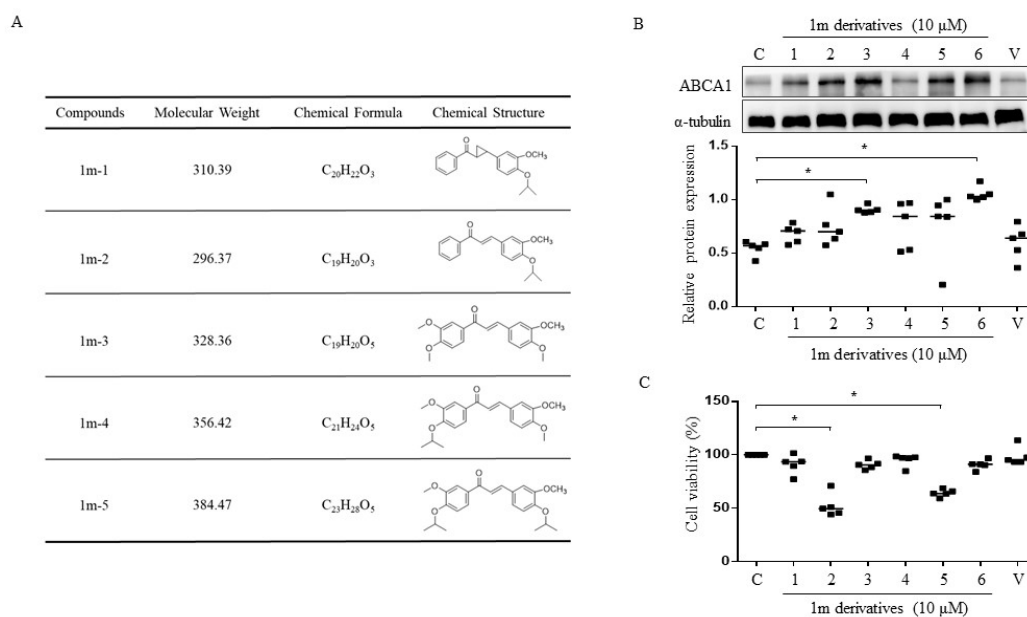 A
Compounds Molecular Weight Chemical Formula Chemical Structure
1m-1 310.39 C₂₀H₂₂O₃
O
OCH₃
O
1m-2 296.37 C₁₉H₂₀O₃
O
OCH₃
O
1m-3 328.36 C₁₉H₂₀O₅
O O OCH₃
O O
1m-4 356.42 C₂₁H₂₄O₅
O O OCH₃
O O
1m-5 384.47 C₂₃H₂₈O₅
O O OCH₃
O O
B
1m derivatives (10 µM)
C 1 2 3 4 5 6 V
ABCA1
α-tubulin
Relative protein expression
1.5
*
1.0
*
0.5
0.0
C 1 2 3 4 5 6 V
1m derivatives (10 µM)
C
Cell viability (%)
150
*
*
100
50
0
C 1 2 3 4 5 6 V
1m derivatives (10 µM)